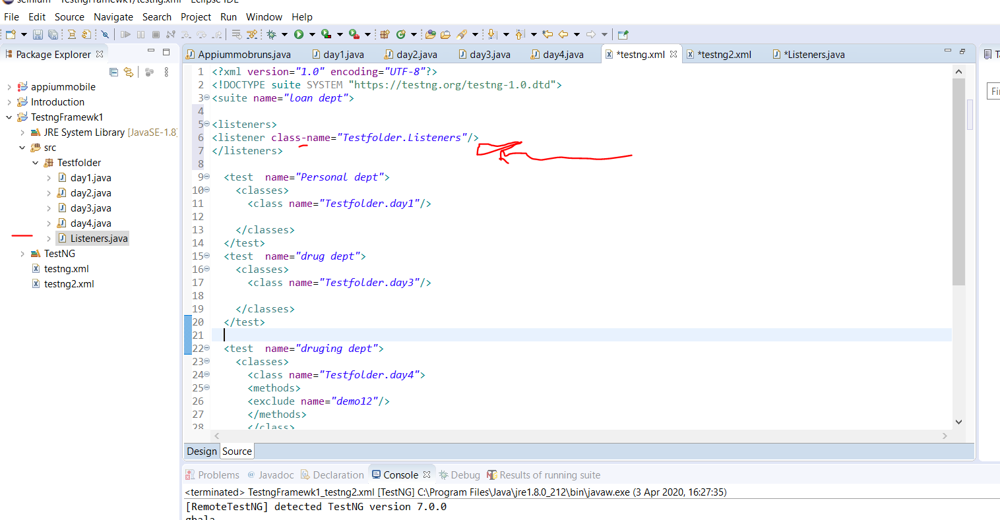 selnium - TestngFramewk1/testng.xml - Eclipse IDE
File Edit Source Navigate Search Project Run Window Help
Package Explorer
Appiummobruns.java day1.java day2.java day3.java day4.java *testng.xml *testng2.xml *Listeners.java
appiummobile
Introduction
TestngFramewk1
JRE System Library [JavaSE-1.8]
src
Testfolder
day1.java
day2.java
day3.java
day4.java
Listeners.java
TestNG
testng.xml
testng2.xml
1 <?xml version="1.0" encoding="UTF-8"?>
2 <!DOCTYPE suite SYSTEM "https://testng.org/testng-1.0.dtd">
3 <suite name="loan dept">
4
5 <listeners>
6 <listener class-name="Testfolder.Listeners"/>
7 </listeners>
8
9 <test  name="Personal dept">
10 <classes>
11 <class name="Testfolder.day1"/>
12
13 </classes>
14 </test>
15 <test  name="drug dept">
16 <classes>
17 <class name="Testfolder.day3"/>
18
19 </classes>
20 </test>
21
22 <test  name="druging dept">
23 <classes>
24 <class name="Testfolder.day4">
25 <methods>
26 <exclude name="demo12"/>
27 </methods>
28 </class>
Design Source
Fi
Problems Javadoc Declaration Console Debug Results of running suite
<terminated> TestngFramewk1_testng2.xml [TestNG] C:\Program Files\Java\jre1.8.0_212\bin\javaw.exe (3 Apr 2020, 16:27:35)
[RemoteTestNG] detected TestNG version 7.0.0